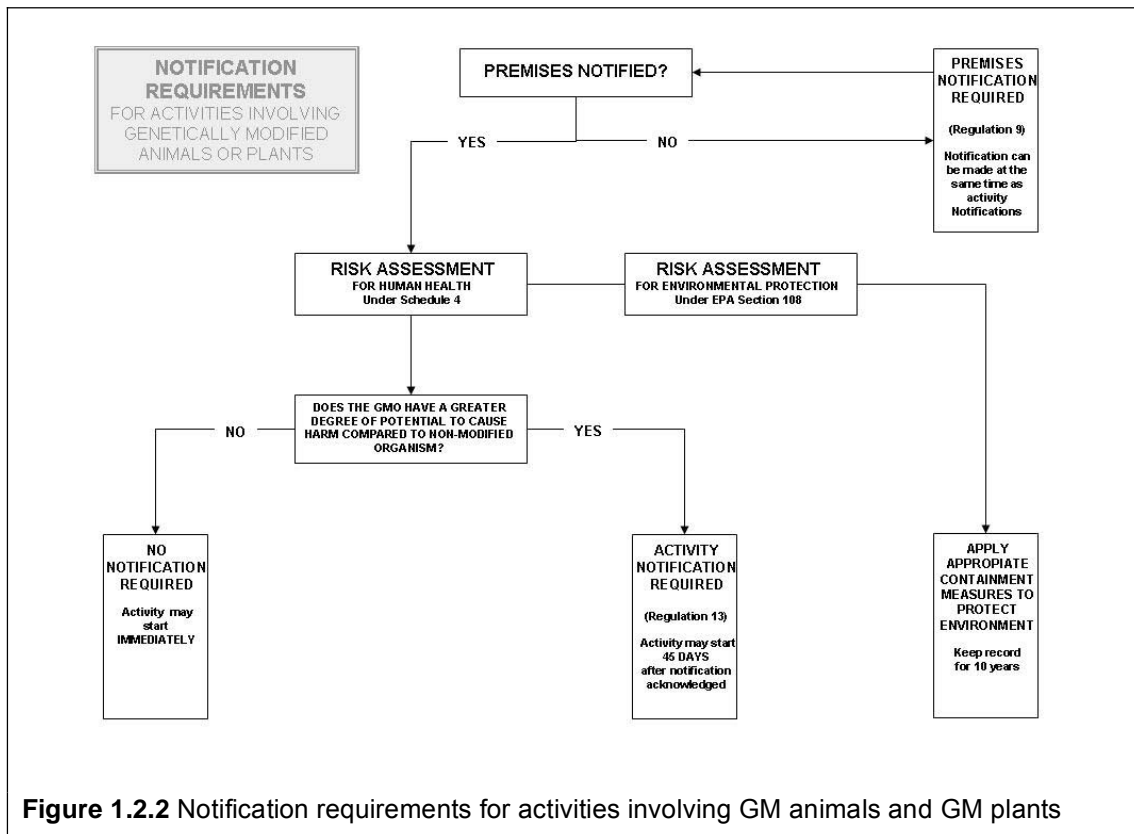 NOTIFICATION
REQUIREMENTS
FOR ACTIVITIES INVOLVING
GENETICALLY MODIFIED
ANIMALS OR PLANTS
PREMISES NOTIFIED?
PREMISES
NOTIFICATION
REQUIRED
(Regulation 9)
Notification can
be made at the
same time as
activity
Notifications
YES
NO
RISK ASSESSMENT
FOR HUMAN HEALTH
Under Schedule 4
RISK ASSESSMENT
FOR ENVIRONMENTAL PROTECTION
Under EPA Section 108
DOES THE GMO HAVE A GREATER
DEGREE OF POTENTIAL TO CAUSE
HARM COMPARED TO NON-MODIFIED
ORGANISM?
NO
YES
NO
NOTIFICATION
REQUIRED
Activity may
start
IMMEDIATELY
ACTIVITY
NOTIFICATION
REQUIRED
(Regulation 13)
Activity may start
45 DAYS
after notification
acknowledged
APPLY
APPROPIATE
CONTAINMENT
MEASURES TO
PROTECT
ENVIRONMENT
Keep record
for 10 years
Figure 1.2.2 Notification requirements for activities involving GM animals and GM plants